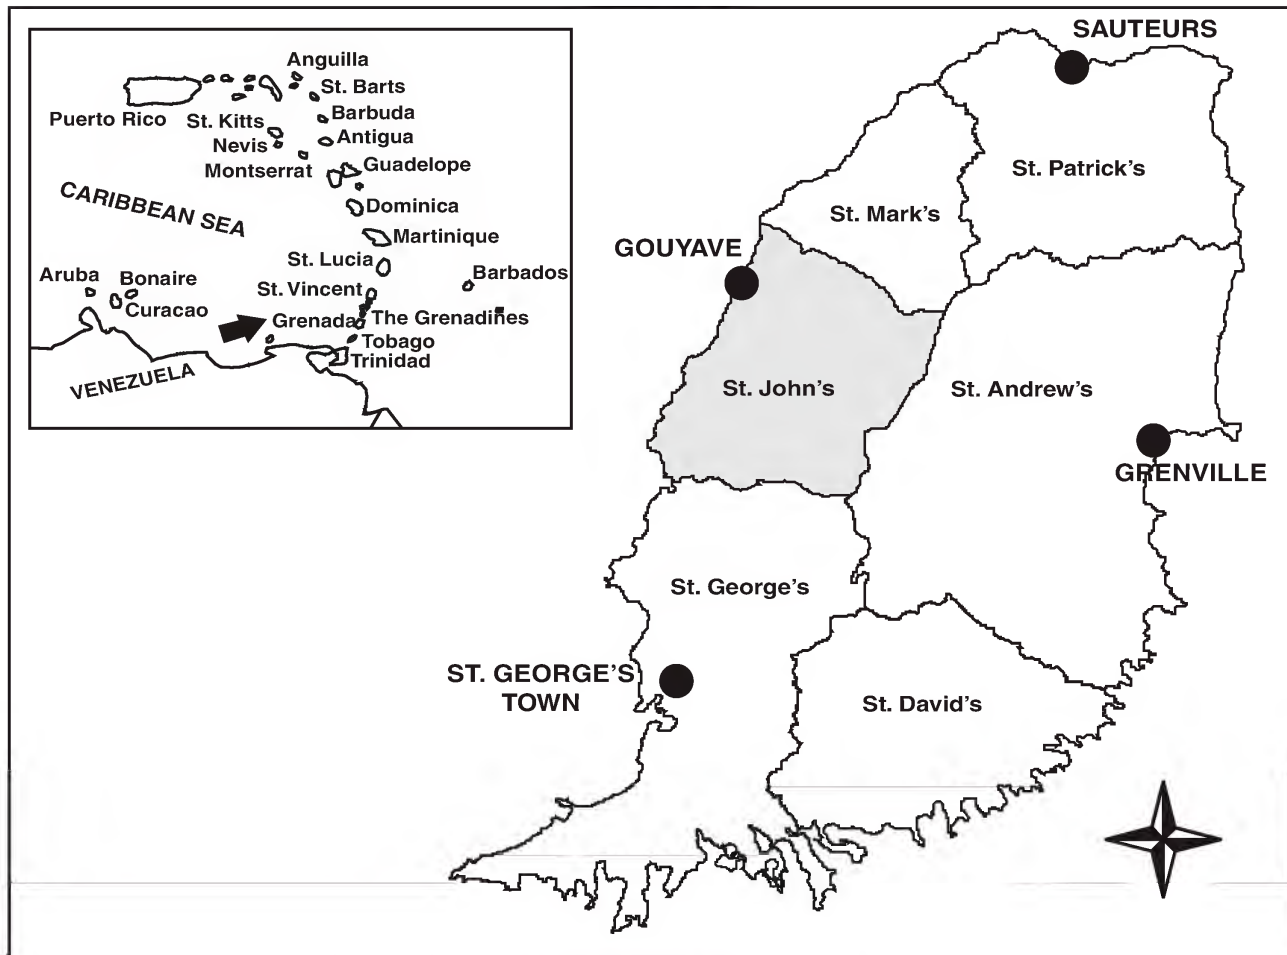 Anguilla
St. Barts
Puerto Rico
St. Kitts
Barbuda
Nevis
Antigua
Montserrat
Guadelope
CARIBBEAN SEA
Dominica
Martinique
St. Lucia
Aruba
Bonaire
Barbados
St. Vincent
Curacao
Grenada
The Grenadines
Tobago
Trinidad
VENEZUELA
SAUTEURS
St. Patrick's
St. Mark's
GOUYAVE
St. John's
St. Andrew's
GRENVILLE
St. George's
ST. GEORGE'S
TOWN
St. David's